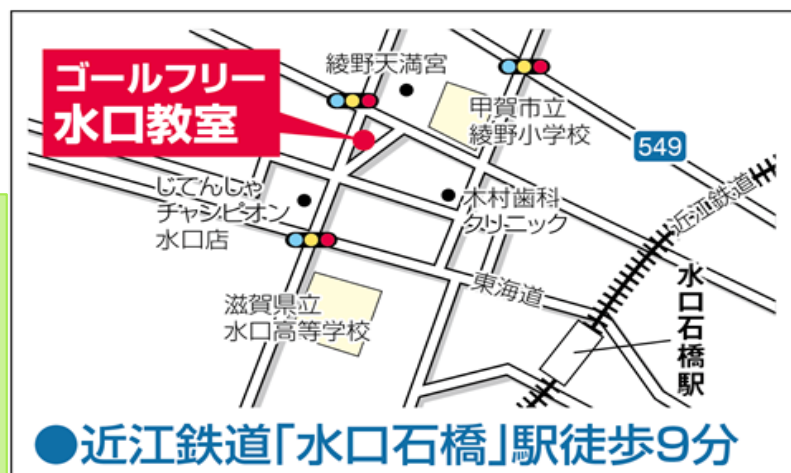 ゴールフリー
水口教室
綾野天満宮
甲賀市立
綾野小学校
549
近江鉄道
じてんしゃ
チャンピオン
水口店
木村歯科
クリニック
東海道
水口石橋駅
滋賀県立
水口高等学校
●近江鉄道「水口石橋」駅徒歩9分